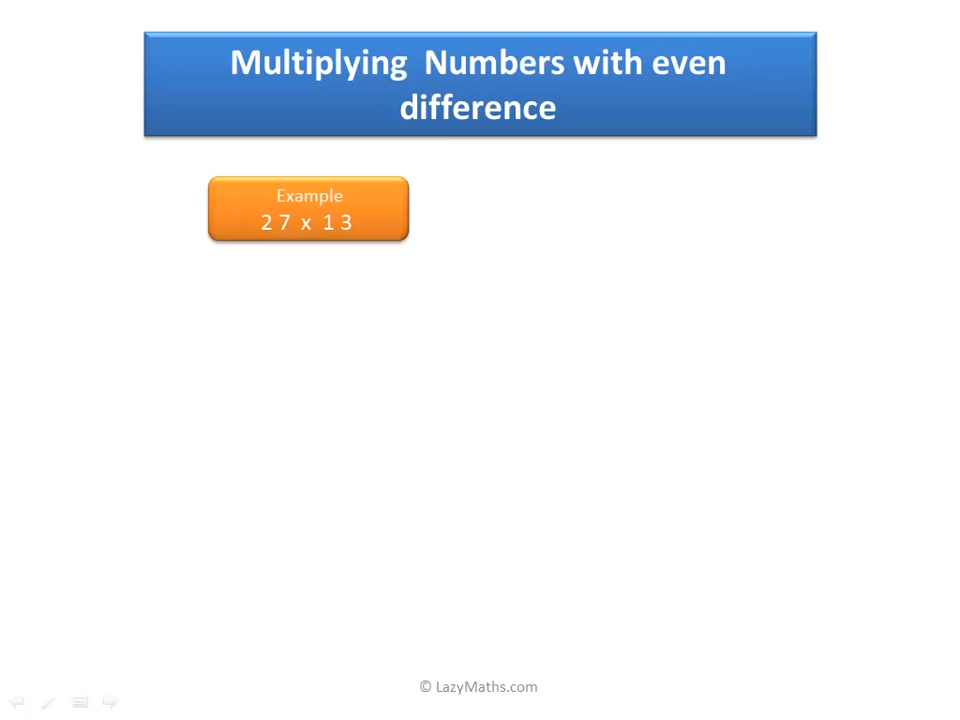 Multiplying  Numbers with even
difference
Example
2 7  x  1 3
© LazyMaths.com